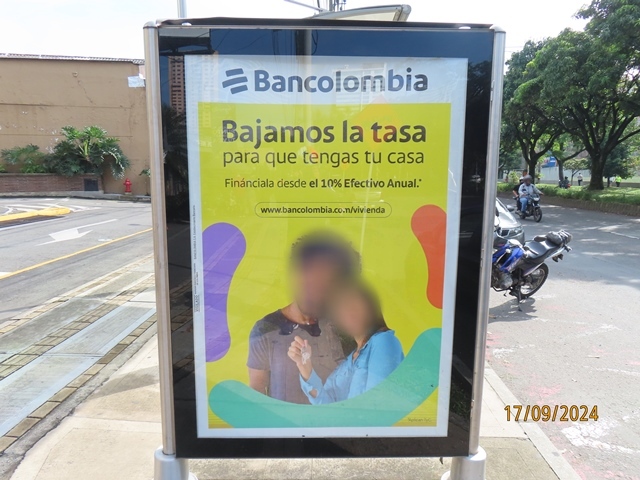 Bancolombia
Bajamos la tasa
para que tengas tu casa
Fináncíala desde el 10% Efectivo Anual.*
www.bancolombia.com/vivienda
17/09/2024